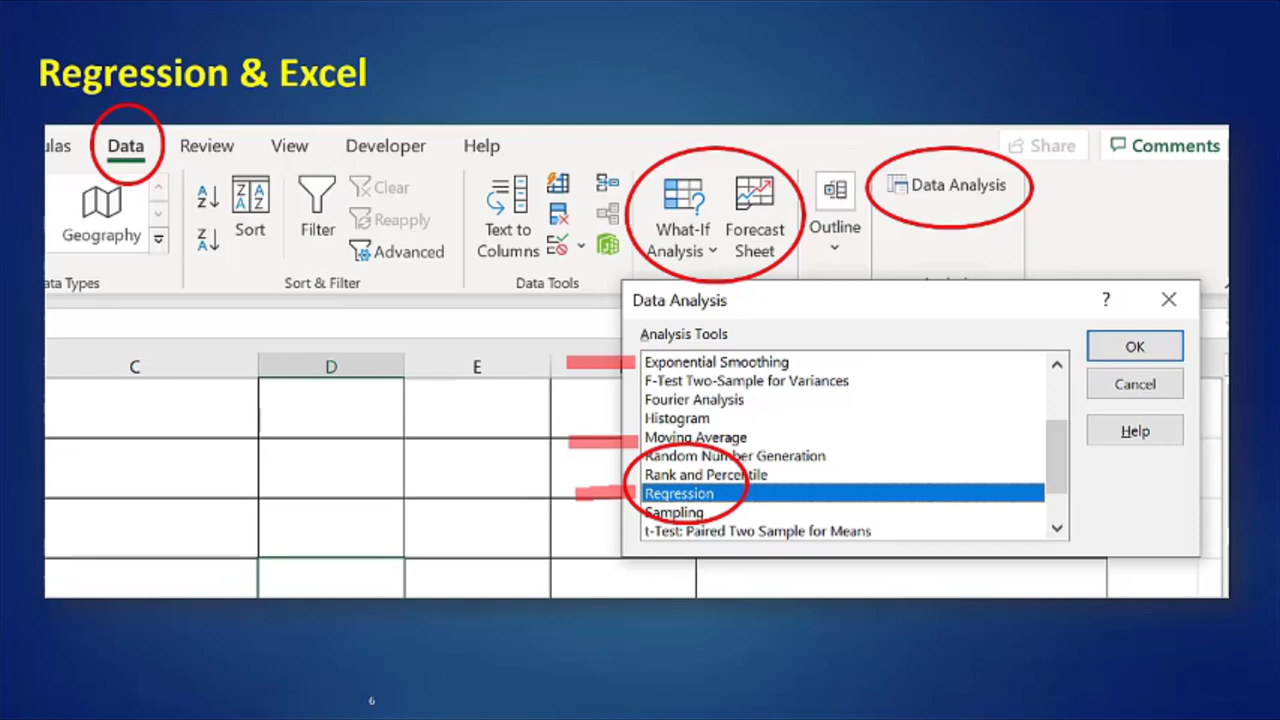 Regression & Excel
ulas Data Review View Developer Help Share Comments
Geography
Sort
Filter
Clear
Reapply
Advanced
Text to
Columns
What-If
Analysis
Forecast
Sheet
Outline
Data Analysis
ata Types
Sort & Filter
Data Tools
Data Analysis
?
Analysis Tools
Exponential Smoothing
F-Test Two-Sample for Variances
Fourier Analysis
Histogram
Moving Average
Random Number Generation
Rank and Percentile
Regression
Sampling
t-Test: Paired Two Sample for Means
OK
Cancel
Help
C D E
6